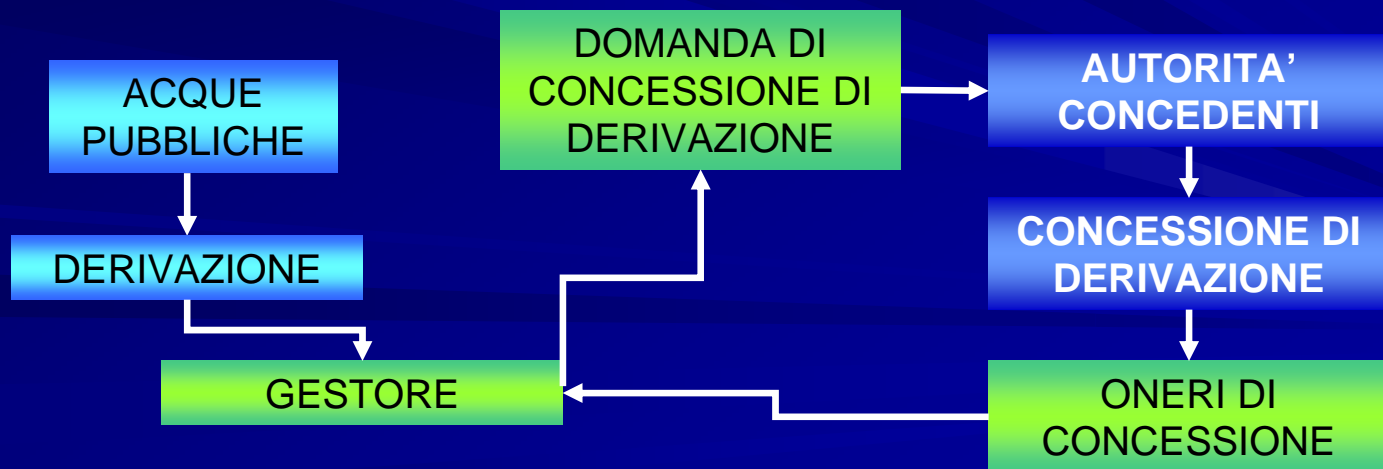 ACQUE
PUBBLICHE
DERIVAZIONE
GESTORE
DOMANDA DI
CONCESSIONE DI
DERIVAZIONE
AUTORITA’
CONCEDENTI
CONCESSIONE DI
DERIVAZIONE
ONERI DI
CONCESSIONE